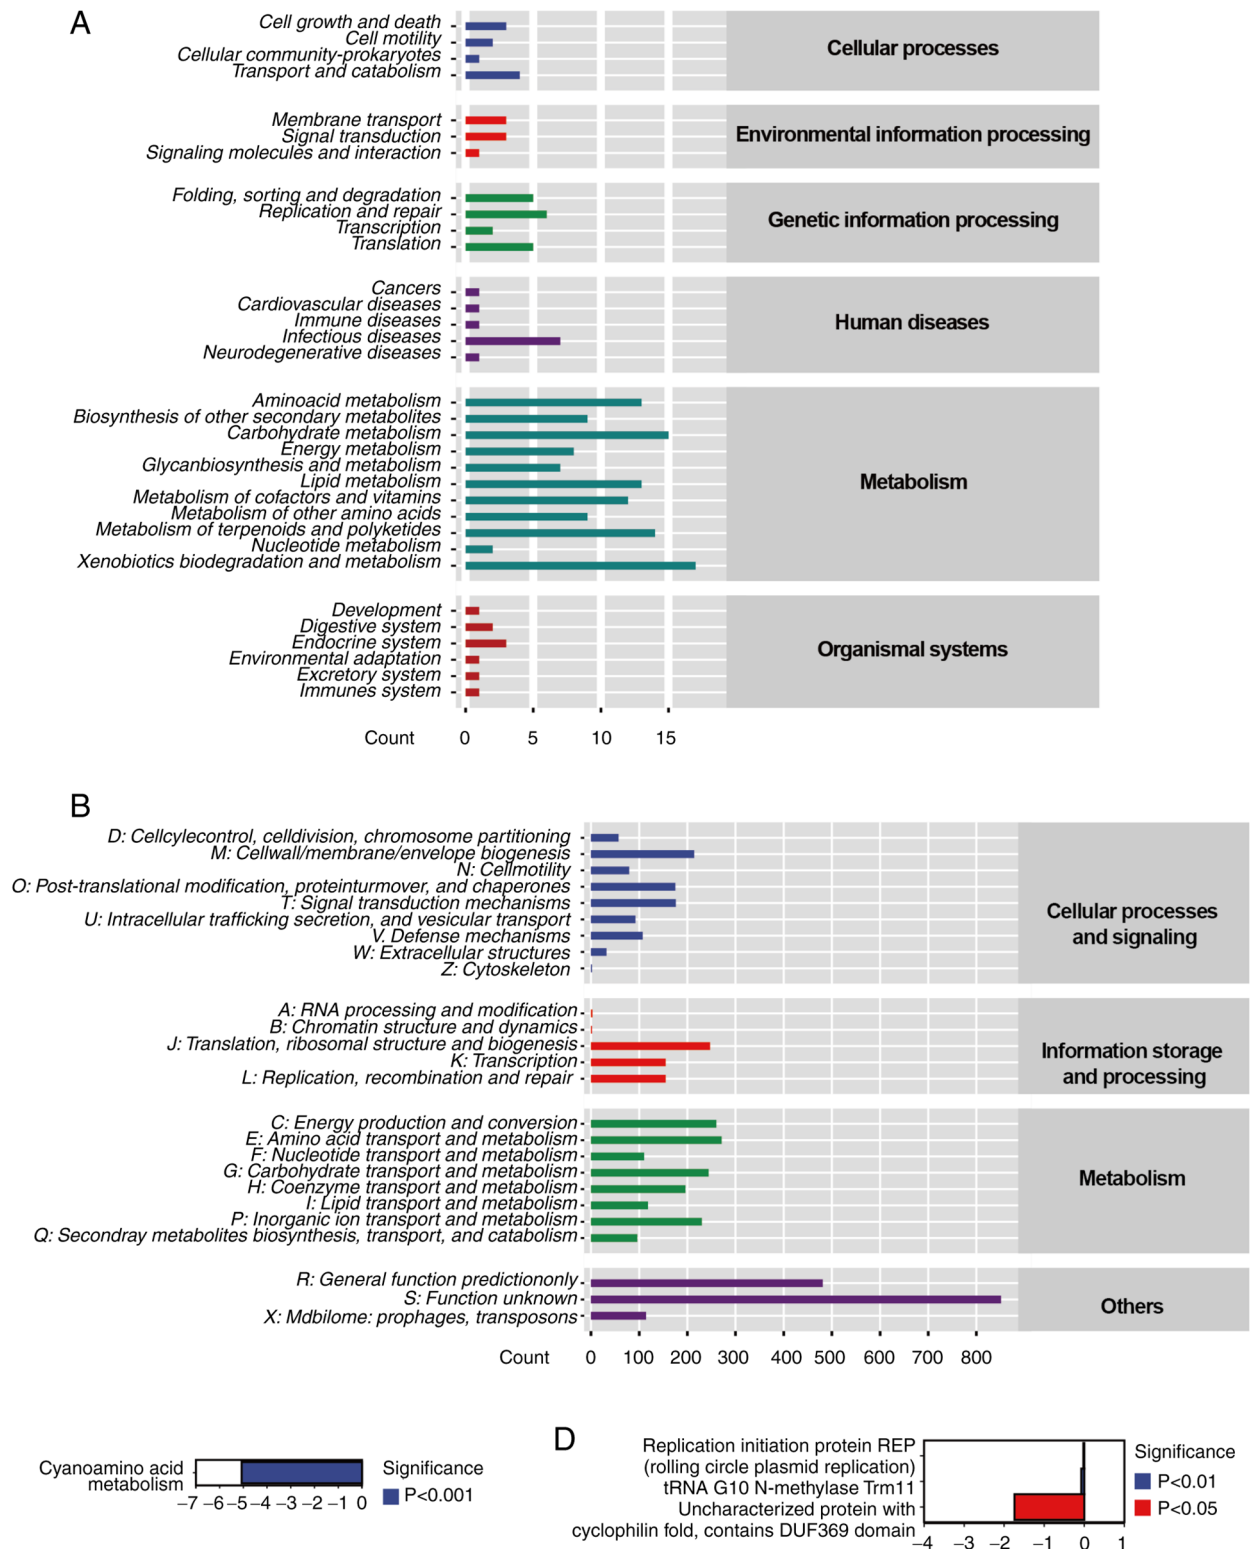 A
Cell growth and death
Cell motility
Cellular community-prokaryotes
Transport and catabolism
Cellular processes
Membrane transport
Signal transduction
Signaling molecules and interaction
Environmental information processing
Folding, sorting and degradation
Replication and repair
Transcription
Translation
Genetic information processing
Cancers
Cardiovascular diseases
Immune diseases
Infectious diseases
Neurodegenerative diseases
Human diseases
Aminoacid metabolism
Biosynthesis of other secondary metabolites
Carbohydrate metabolism
Energy metabolism
Glycanbiosynthesis and metabolism
Lipid metabolism
Metabolism of cofactors and vitamins
Metabolism of other amino acids
Metabolism of terpenoids and polyketides
Nucleotide metabolism
Xenobiotics biodegradation and metabolism
Metabolism
Development
Digestive system
Endocrine system
Environmental adaptation
Excretory system
Immunes system
Organismal systems
Count 0 5 10 15
B
D: Cellcylecontrol, celldivision, chromosome partitioning
M: Cellwall/membrane/envelope biogenesis
N: Cellmotility
O: Post-translational modification, proteinturmover, and chaperones
T: Signal transduction mechanisms
U: Intracellular trafficking secretion, and vesicular transport
V. Defense mechanisms
W: Extracellular structures
Z: Cytoskeleton
Cellular processes
and signaling
A: RNA processing and modification
B: Chromatin structure and dynamics
J: Translation, ribosomal structure and biogenesis
K: Transcription
L: Replication, recombination and repair
Information storage
and processing
C: Energy production and conversion
E: Amino acid transport and metabolism
F: Nucleotide transport and metabolism
G: Carbohydrate transport and metabolism
H: Coenzyme transport and metabolism
I: Lipid transport and metabolism
P: Inorganic ion transport and metabolism
Q: Secondray metabolites biosynthesis, transport, and catabolism
Metabolism
R: General function predictiononly
S: Function unknown
X: Mdbilome: prophages, transposons
Others
Count 0 100 200 300 400 500 600 700 800
Cyanoamino acid
metabolism
−7 −6 −5 −4 −3 −2 −1 0
Significance
P<0.001
D
Replication initiation protein REP
(rolling circle plasmid replication)
tRNA G10 N-methylase Trm11
Uncharacterized protein with
cyclophilin fold, contains DUF369 domain
−4 −3 −2 −1 0 1
Significance
P<0.01
P<0.05